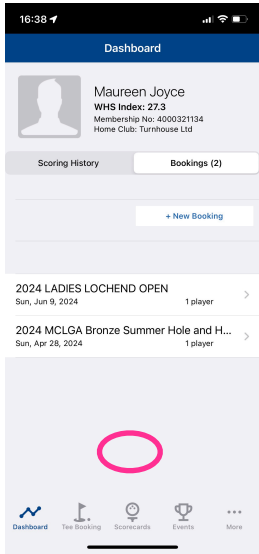 16:38
Dashboard
Maureen Joyce
WHS Index: 27.3
Membership No: 4000321134
Home Club: Turnhouse Ltd
Scoring History Bookings (2)
+ New Booking
2024 LADIES LOCHEND OPEN
Sun, Jun 9, 2024 1 player
2024 MCLGA Bronze Summer Hole and H...
Sun, Apr 28, 2024 1 player
Dashboard Tee Booking Scorecards Events More